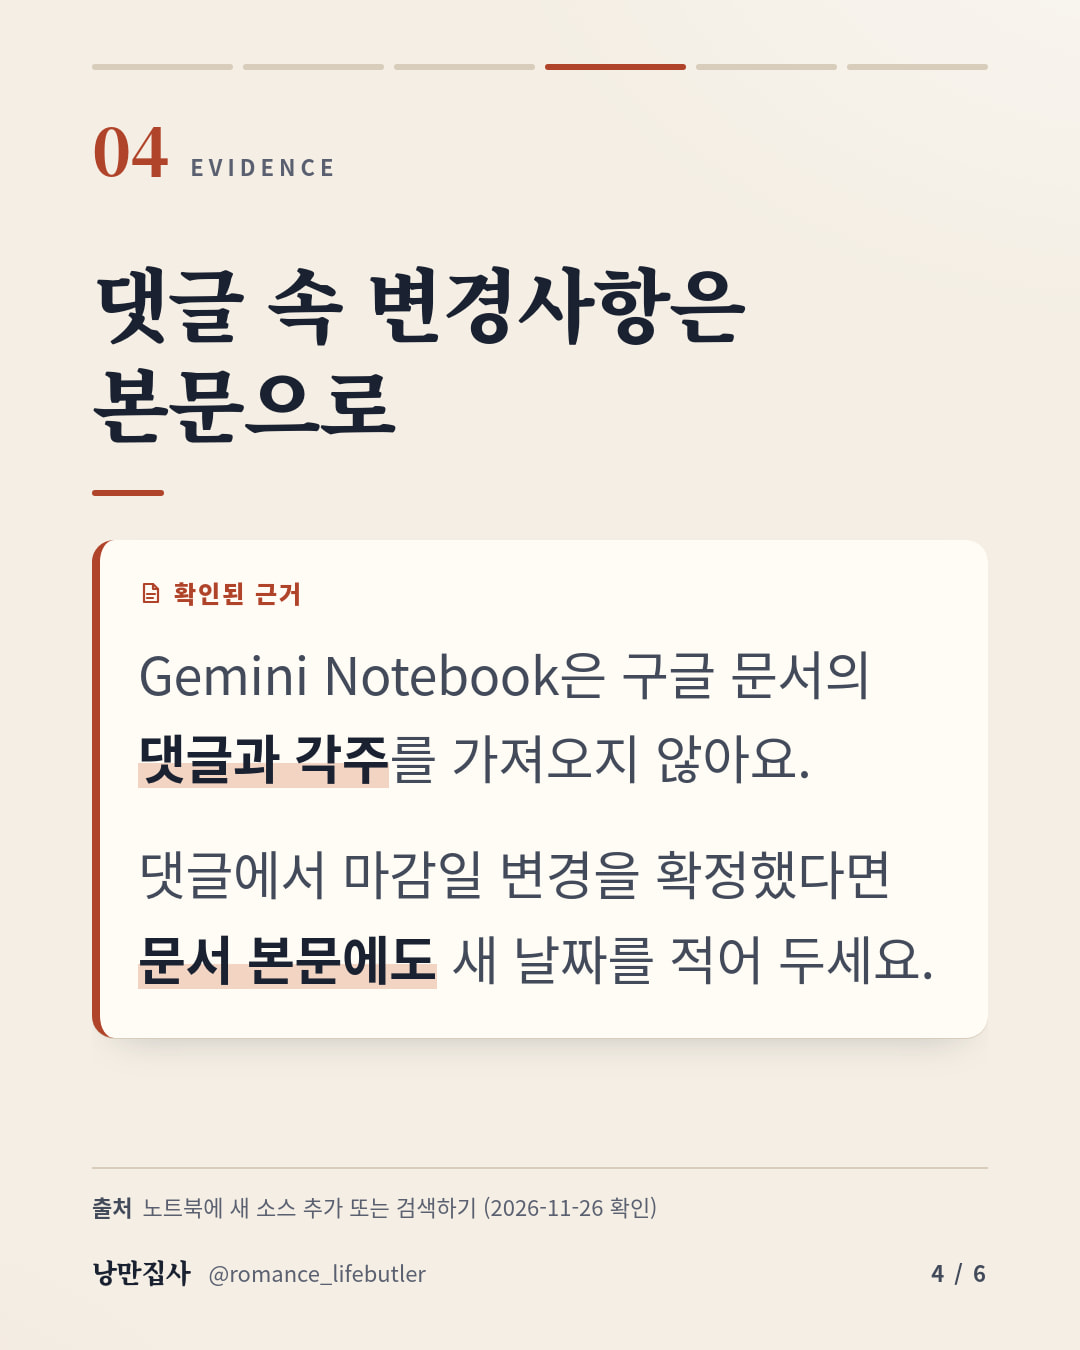 04 EVIDENCE
댓글 속 변경사항은
본문으로
확인된 근거
Gemini Notebook은 구글 문서의
댓글과 각주를 가져오지 않아요.
댓글에서 마감일 변경을 확정했다면
문서 본문에도 새 날짜를 적어 두세요.
출처 노트북에 새 소스 추가 또는 검색하기 (2026-11-26 확인)
낭만집사 @romance_lifebutler
4 / 6